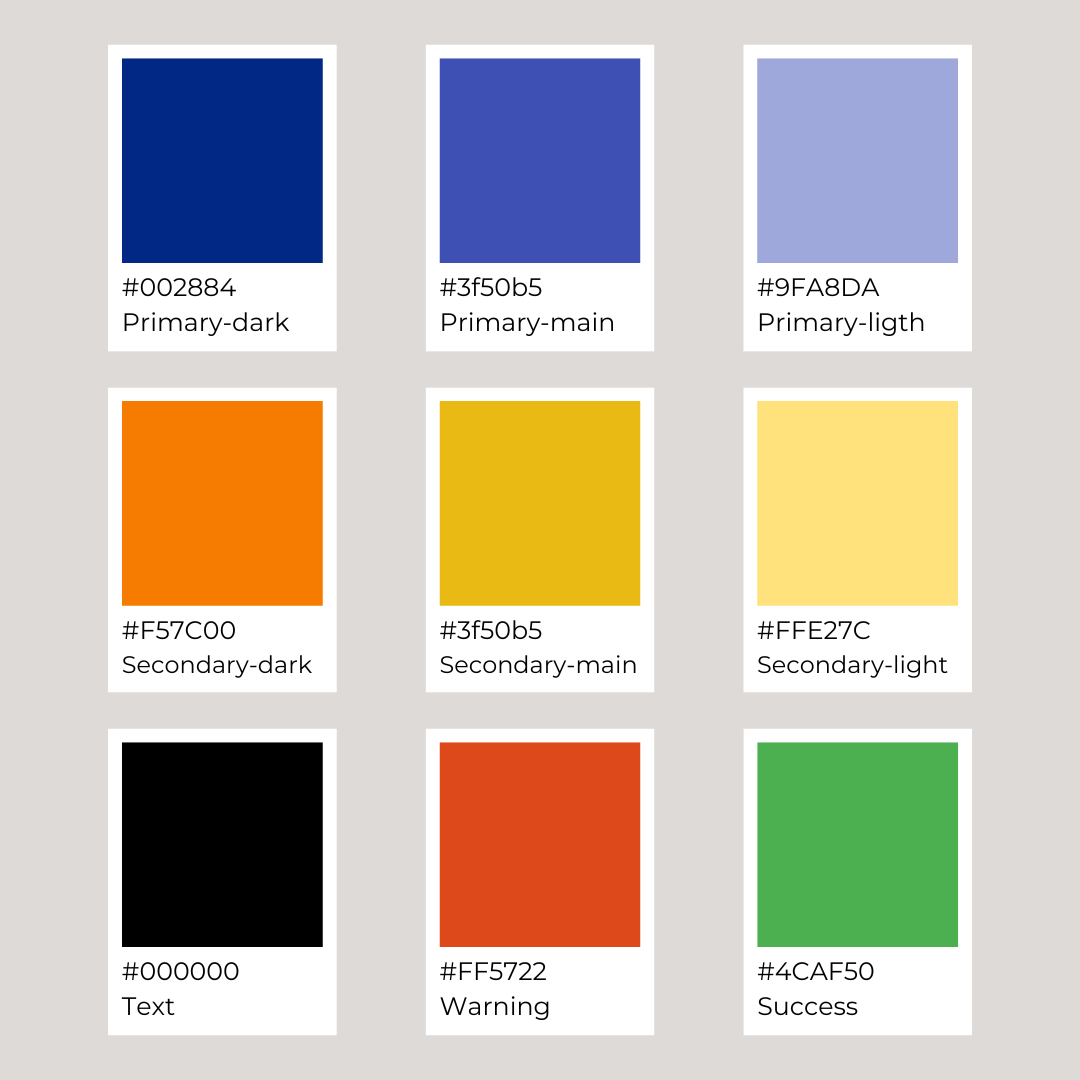 #002884
Primary-dark
#3f50b5
Primary-main
#9FA8DA
Primary-ligth
#F57C00
Secondary-dark
#3f50b5
Secondary-main
#FFE27C
Secondary-light
#000000
Text
#FF5722
Warning
#4CAF50
Success